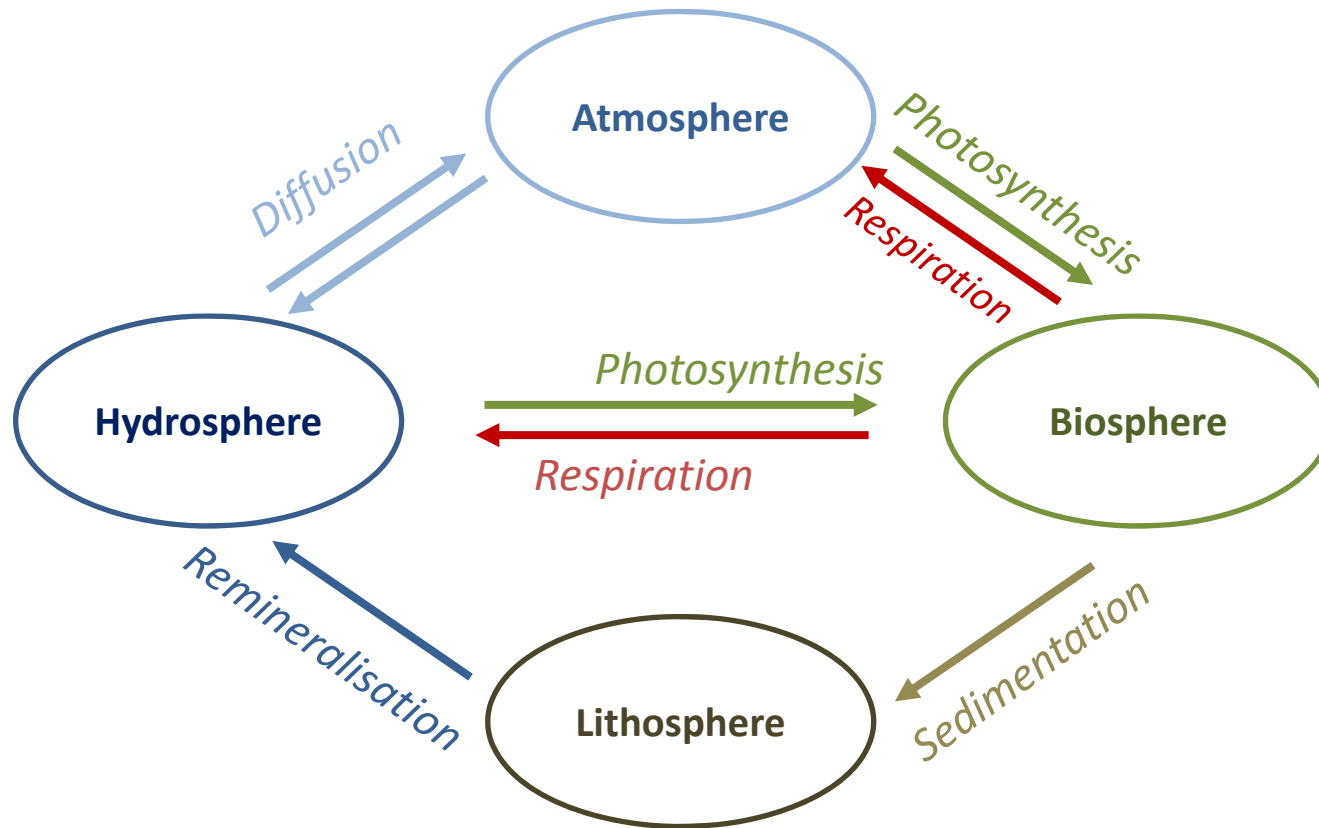 Atmosphere
Diffusion
Photosynthesis
Respiration
Photosynthesis
Hydrosphere
Biosphere
Respiration
Remineralisation
Sedimentation
Lithosphere